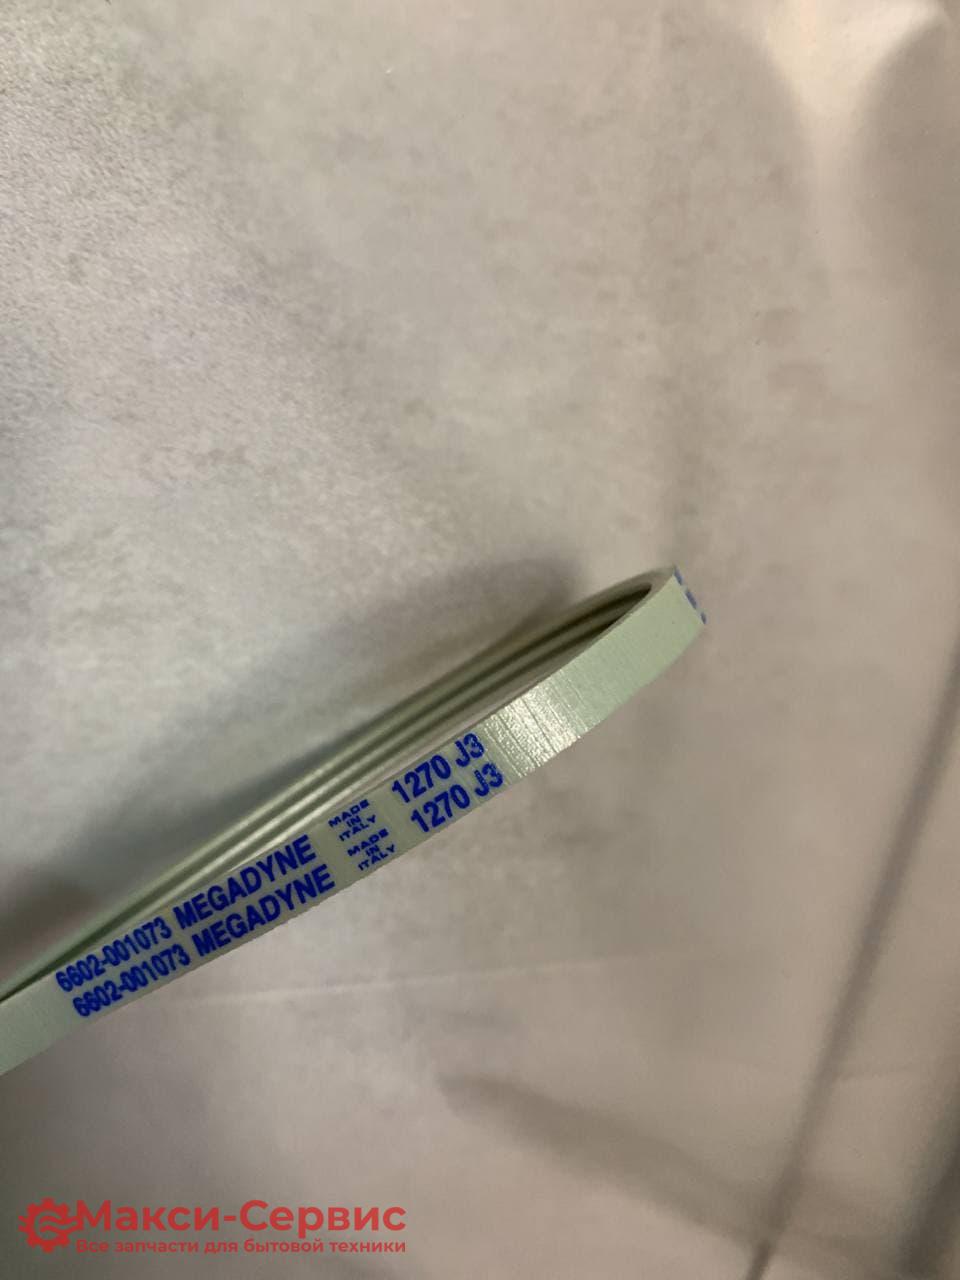 6602-001073 MEGADYNE MADE IN ITALY 1270 J3
6602-001073 MEGADYNE MADE IN ITALY 1270 J3
Макси-Сервис
Все запчасти для бытовой техники